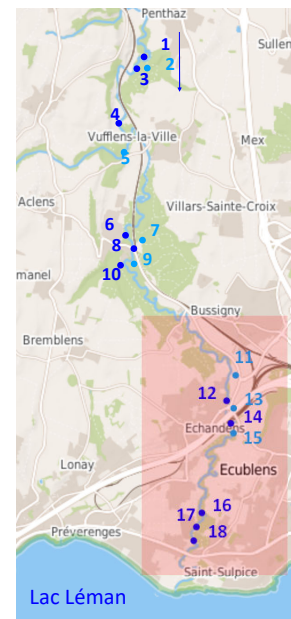 Penthaz
1
Sullen
2
3
4
Vufflens-la-Ville
Mex
5
Aclens
Villars-Sainte-Croix
6
7
8
9
manel
10
Bussigny
Bremblens
11
12
13
14
Echandens
15
Ecublens
Lonay
16
17
18
Préverenges
Saint-Sulpice
Lac Léman